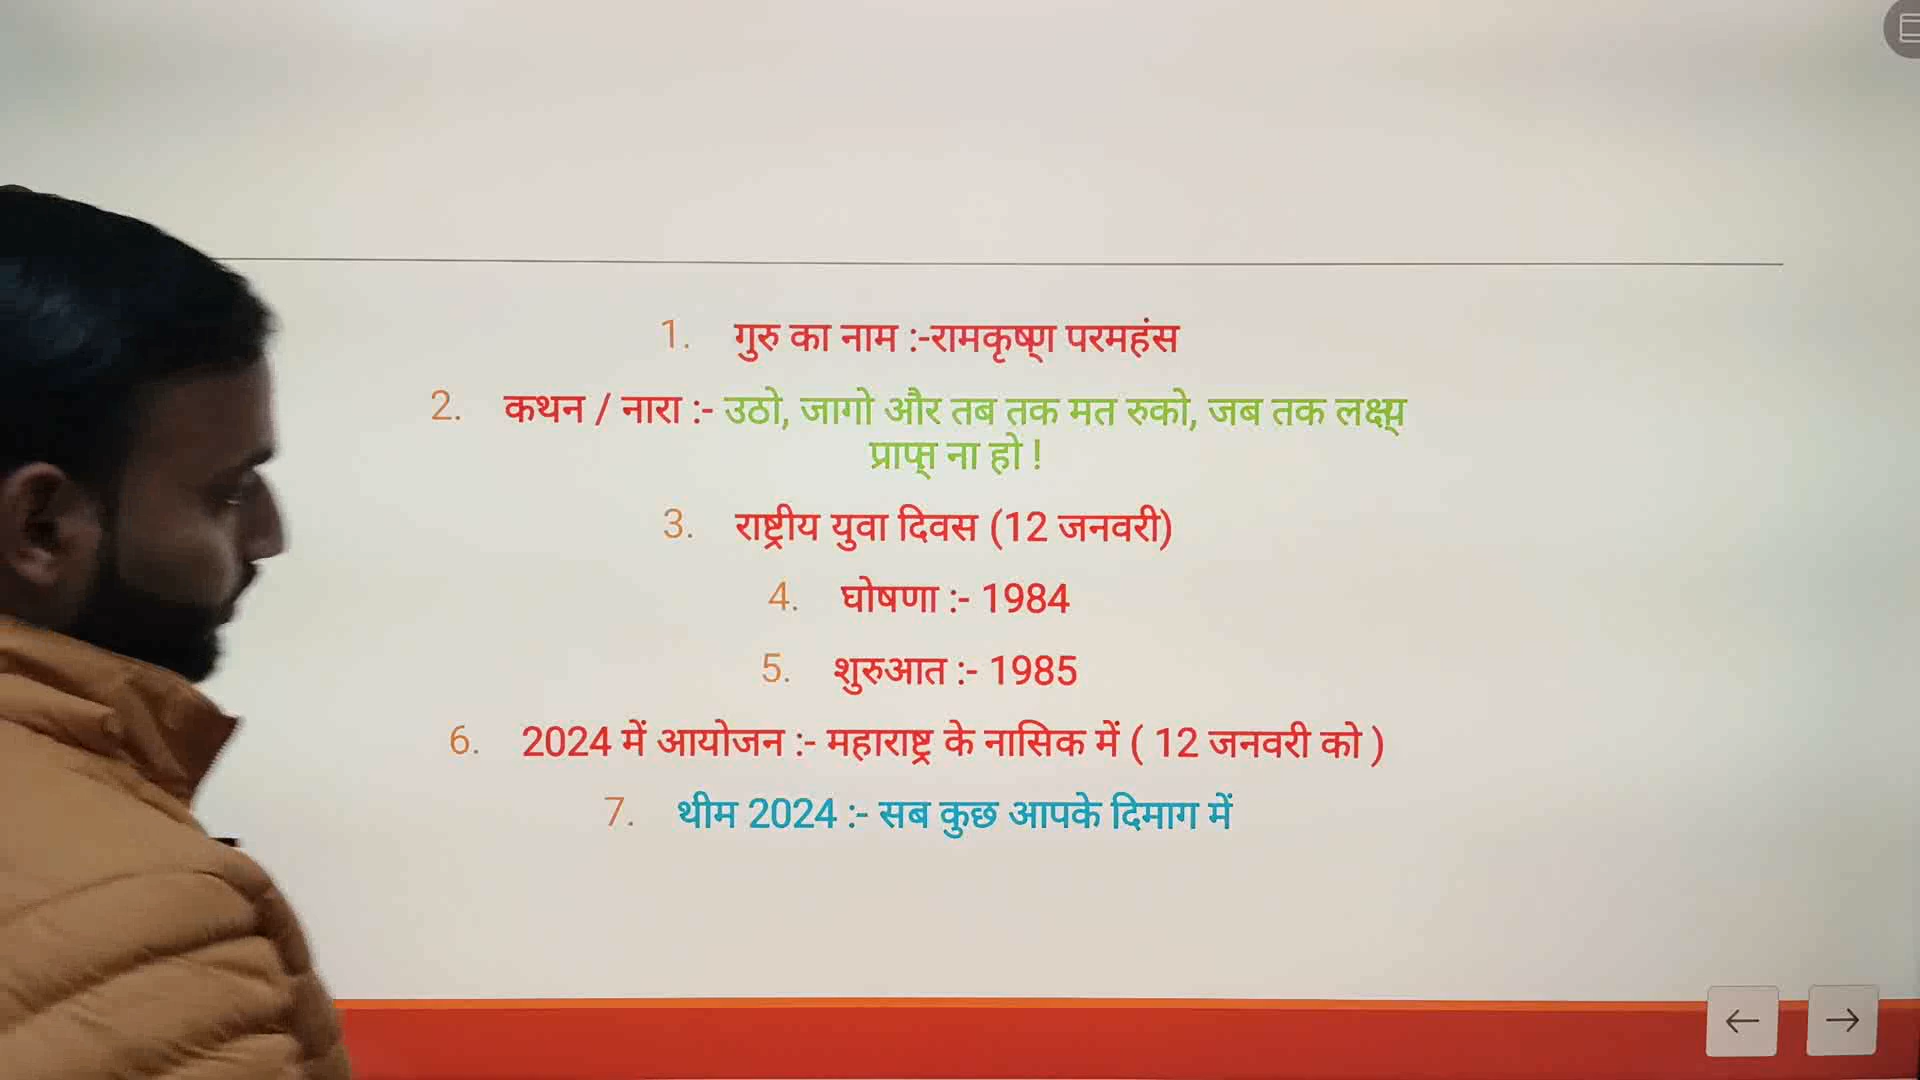 1. गुरु का नाम :-रामकृष्ण परमहंस
2. कथन / नारा :- उठो, जागो और तब तक मत रुको, जब तक लक्ष्य
प्राप्त ना हो !
3. राष्ट्रीय युवा दिवस (12 जनवरी)
4. घोषणा :- 1984
5. शुरुआत :- 1985
6. 2024 में आयोजन :- महाराष्ट्र के नासिक में ( 12 जनवरी को )
7. थीम 2024 :- सब कुछ आपके दिमाग में